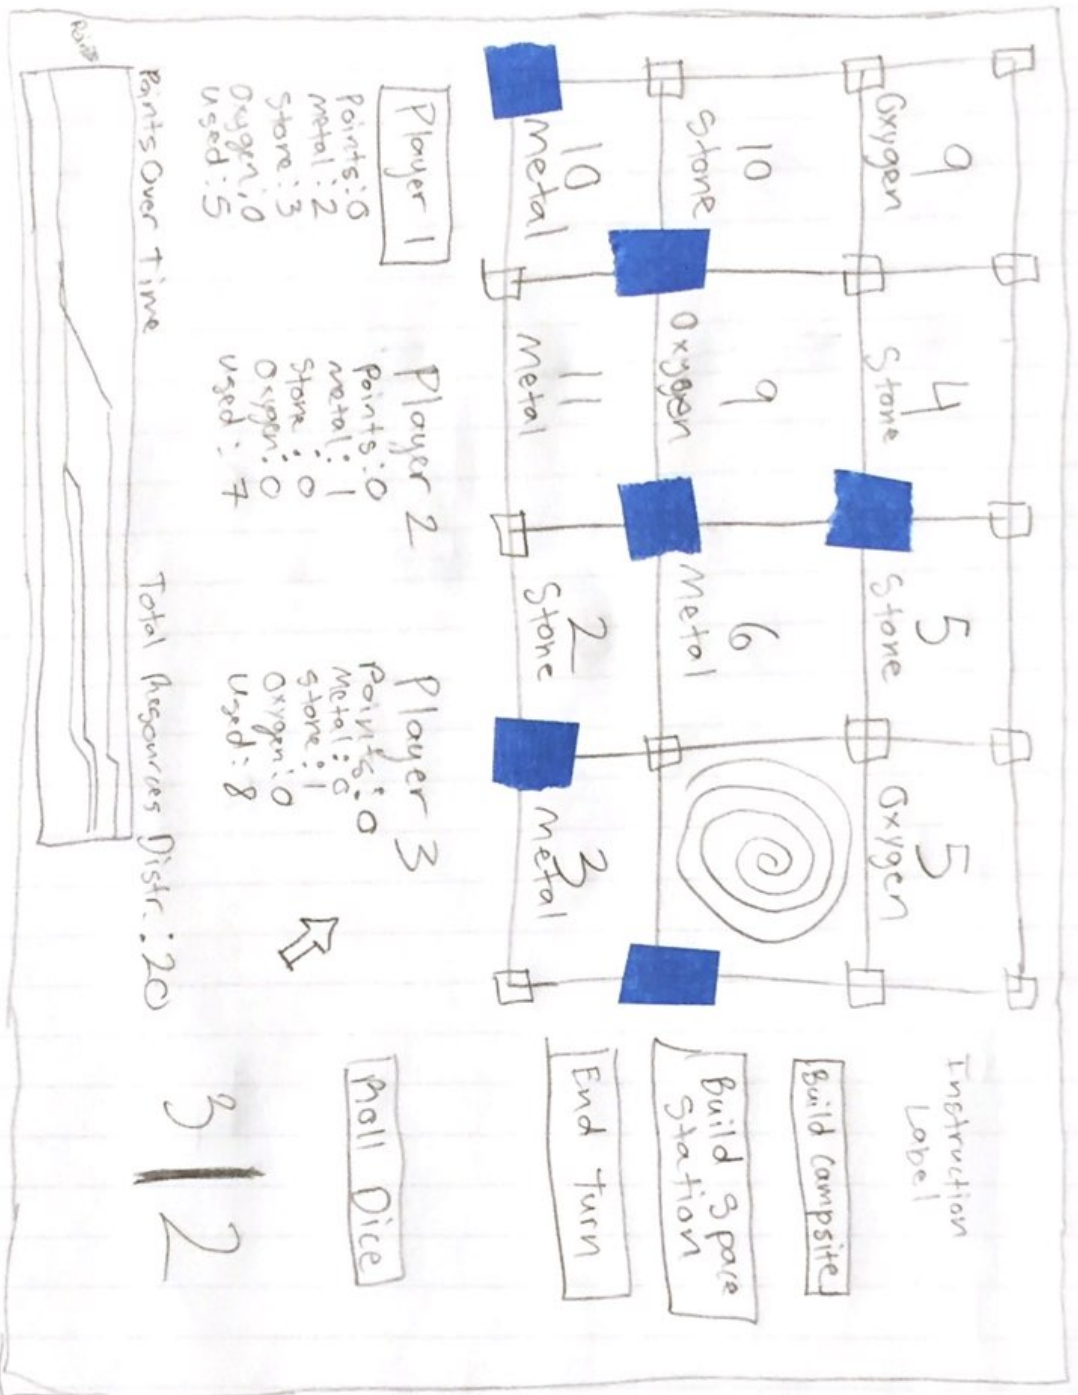 9
Oxygen
4
Stone
5
Stone
5
Oxygen
10
Stone
9
Oxygen
6
Metal
10
Metal
11
Metal
2
Stone
3
Metal
Instruction
Label
Build Campsite
Build Space
Station
End turn
Roll Dice
3 | 2
Player 1
Points: 0
Metal: 2
Stone: 3
Oxygen: 0
Used: 5
Player 2
Points: 0
Metal: 1
Stone: 0
Oxygen: 0
Used: 7
Player 3
Points: 0
Metal: 0
Stone: 1
Oxygen: 0
Used: 8
Points Over Time
Total Resources Distr.: 20
Points